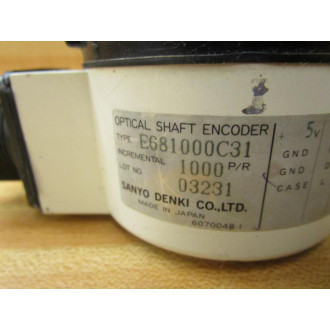 OPTICAL SHAFT ENCODER
TYPE E681000C31
INCREMENTAL 1000 P/R
LOT NO 03231
SANYO DENKI CO.,LTD.
MADE IN JAPAN
6070048 1
+ 5V
GND
GND
CASE